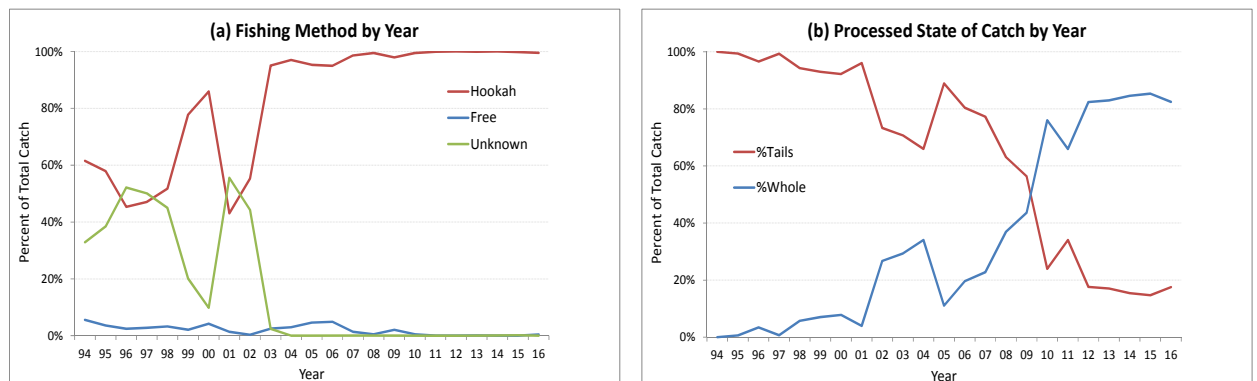 (a) Fishing Method by Year
Percent of Total Catch
100%
80%
60%
40%
20%
0%
Hookah
Free
Unknown
94 95 96 97 98 99 00 01 02 03 04 05 06 07 08 09 10 11 12 13 14 15 16
Year
(b) Processed State of Catch by Year
Percent of Total Catch
100%
80%
60%
40%
20%
0%
%Tails
%Whole
94 95 96 97 98 99 00 01 02 03 04 05 06 07 08 09 10 11 12 13 14 15 16
Year